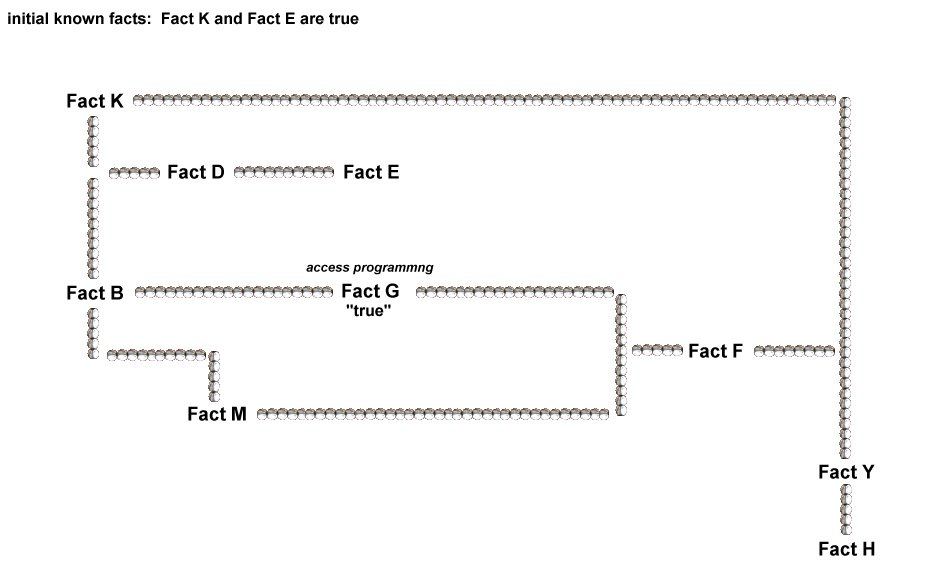 initial known facts:  Fact K and Fact E are true
Fact K
Fact D
Fact E
access programmng
Fact B
Fact G
"true"
Fact F
Fact M
Fact Y
Fact H